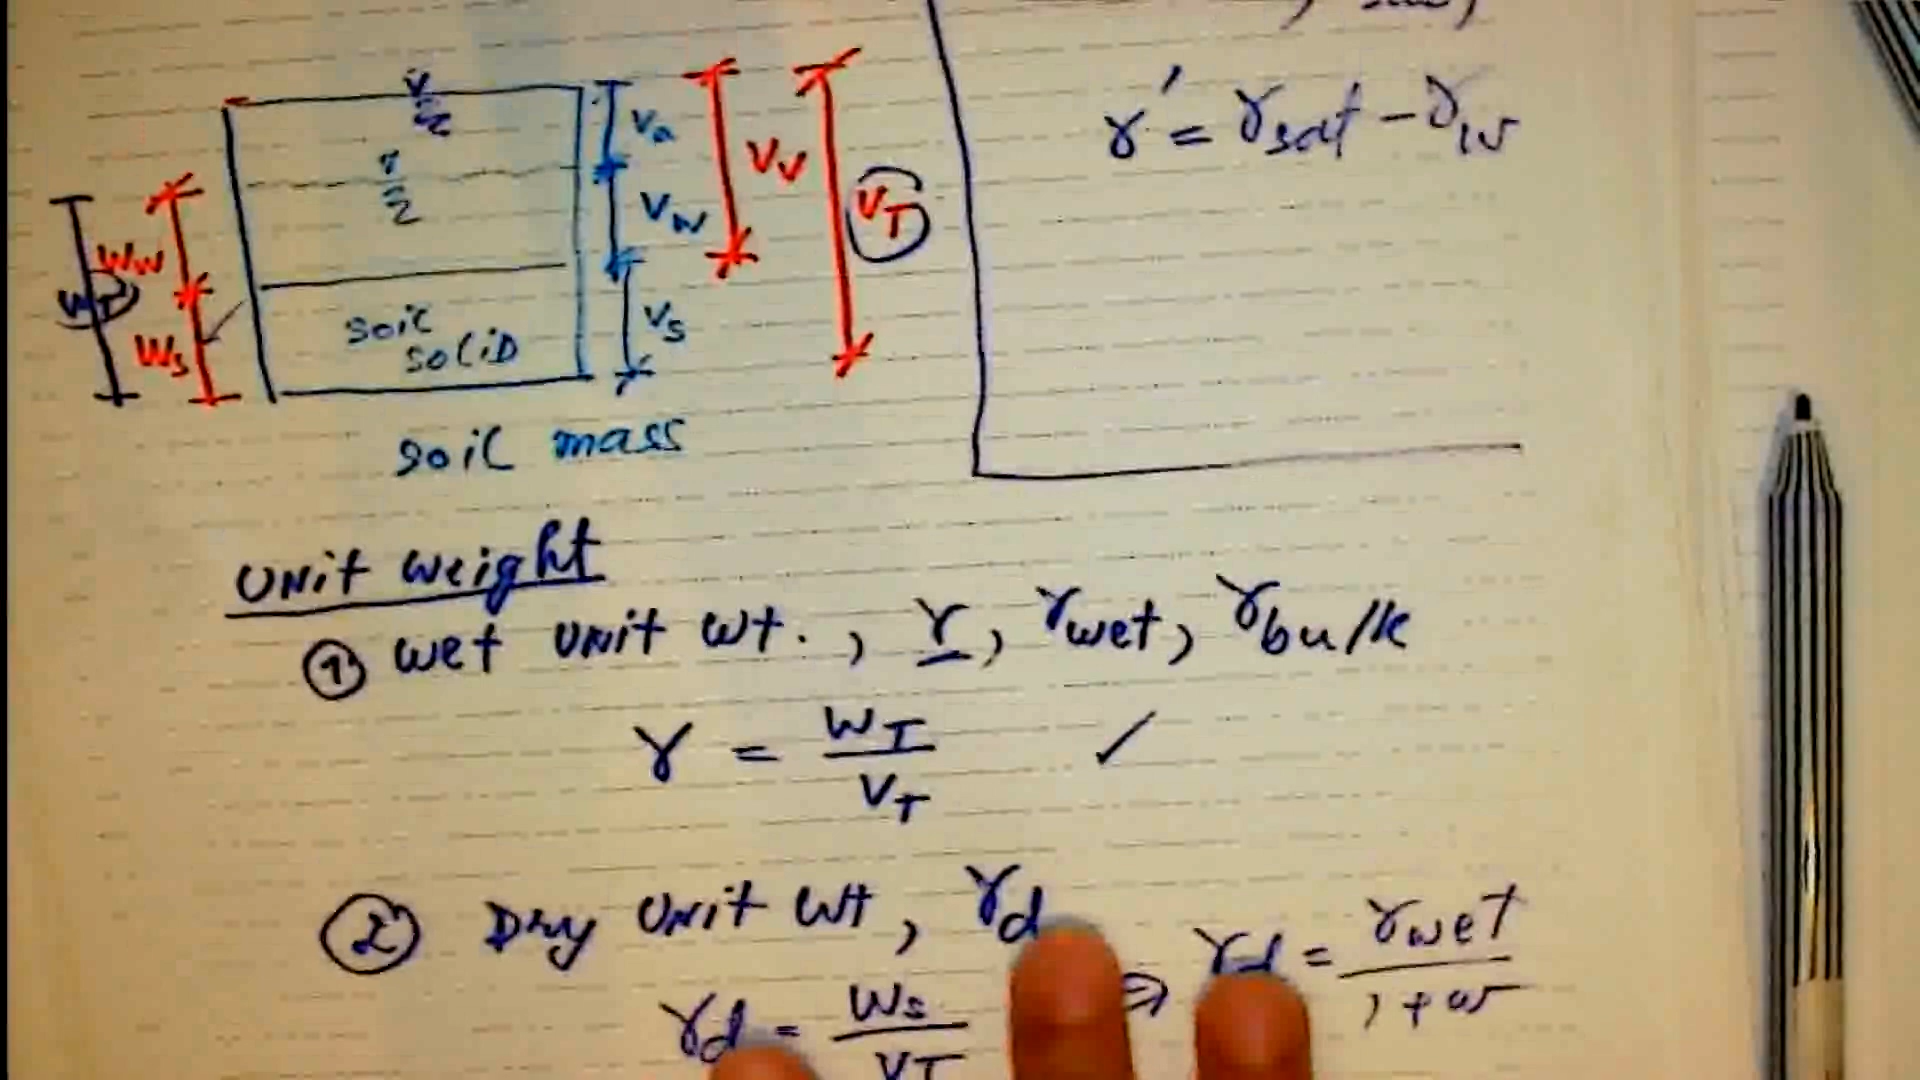 Va
Vw
Vs
Vv
VT
Ww
WT
Ws
soil
solid
soil mass
γ' = γsat - γw
Unit weight
① wet unit wt., γ, γwet, γbulk
γ = WT / VT ✓
② Dry unit wt, γd
γd = Ws / VT ⇒ γd = γwet / 1+w